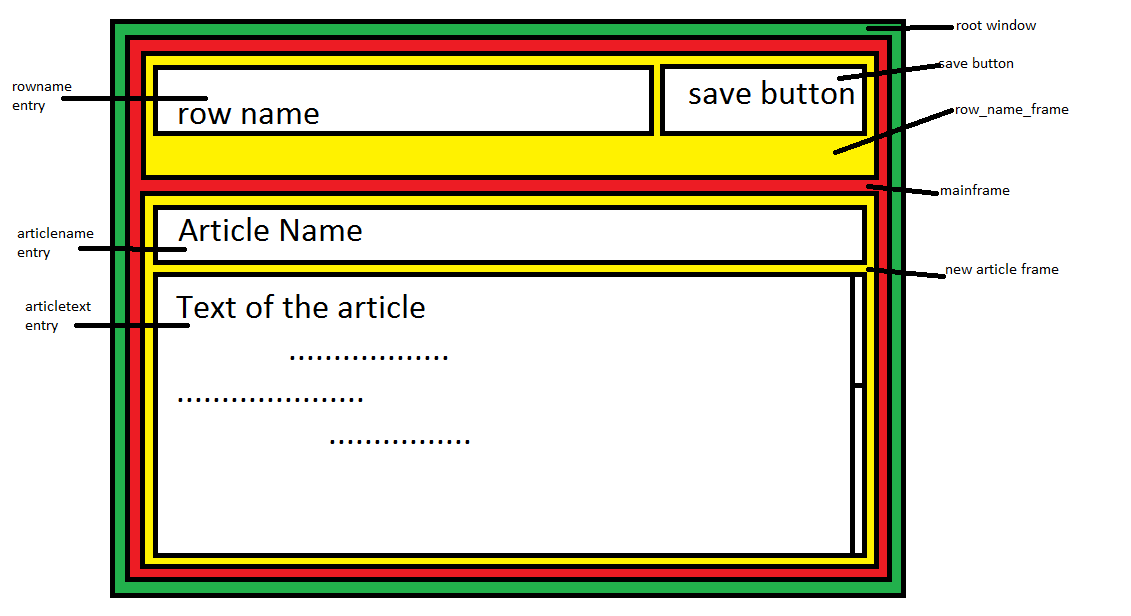 root window
save button
rowname
entry
save button
row name
row_name_frame
mainframe
articlename
entry
Article Name
new article frame
articletext
entry
Text of the article
..................
.....................
................